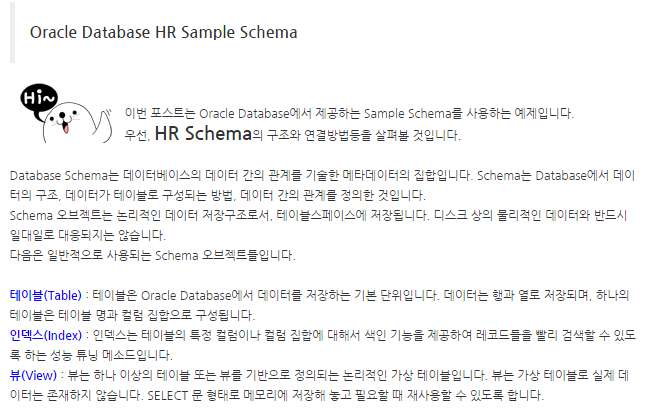 Oracle Database HR Sample Schema
Hi~
이번 포스트는 Oracle Database에서 제공하는 Sample Schema를 사용하는 예제입니다.
우선, HR Schema의 구조와 연결방법등을 살펴볼 것입니다.
Database Schema는 데이터베이스의 데이터 간의 관계를 기술한 메타데이터의 집합입니다. Schema는 Database에서 데이
터의 구조, 데이터가 테이블로 구성되는 방법, 데이터 간의 관계를 정의한 것입니다.
Schema 오브젝트는 논리적인 데이터 저장구조로서, 테이블스페이스에 저장됩니다. 디스크 상의 물리적인 데이터와 반드시
일대일로 대응되지는 않습니다.
다음은 일반적으로 사용되는 Schema 오브젝트들입니다.
테이블(Table) : 테이블은 Oracle Database에서 데이터를 저장하는 기본 단위입니다. 데이터는 행과 열로 저장되며, 하나의
테이블은 테이블 명과 컬럼 집합으로 구성됩니다.
인덱스(Index) : 인덱스는 테이블의 특정 컬럼이나 컬럼 집합에 대해서 색인 기능을 제공하여 레코드들을 빨리 검색할 수 있도
록 하는 성능 튜닝 메소드입니다.
뷰(View) : 뷰는 하나 이상의 테이블 또는 뷰를 기반으로 정의되는 논리적인 가상 테이블입니다. 뷰는 가상 테이블로 실제 데
이터는 존재하지 않습니다. SELECT 문 형태로 메모리에 저장해 놓고 필요할 때 재사용할 수 있도록 합니다.